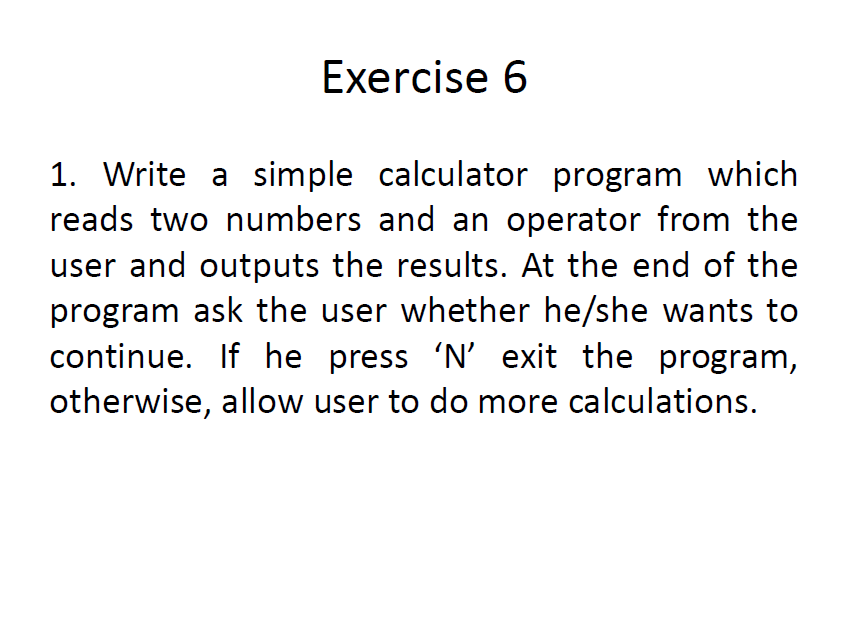 Exercise 6
1. Write a simple calculator program which
reads two numbers and an operator from the
user and outputs the results. At the end of the
program ask the user whether he/she wants to
continue. If he press ‘N’ exit the program,
otherwise, allow user to do more calculations.